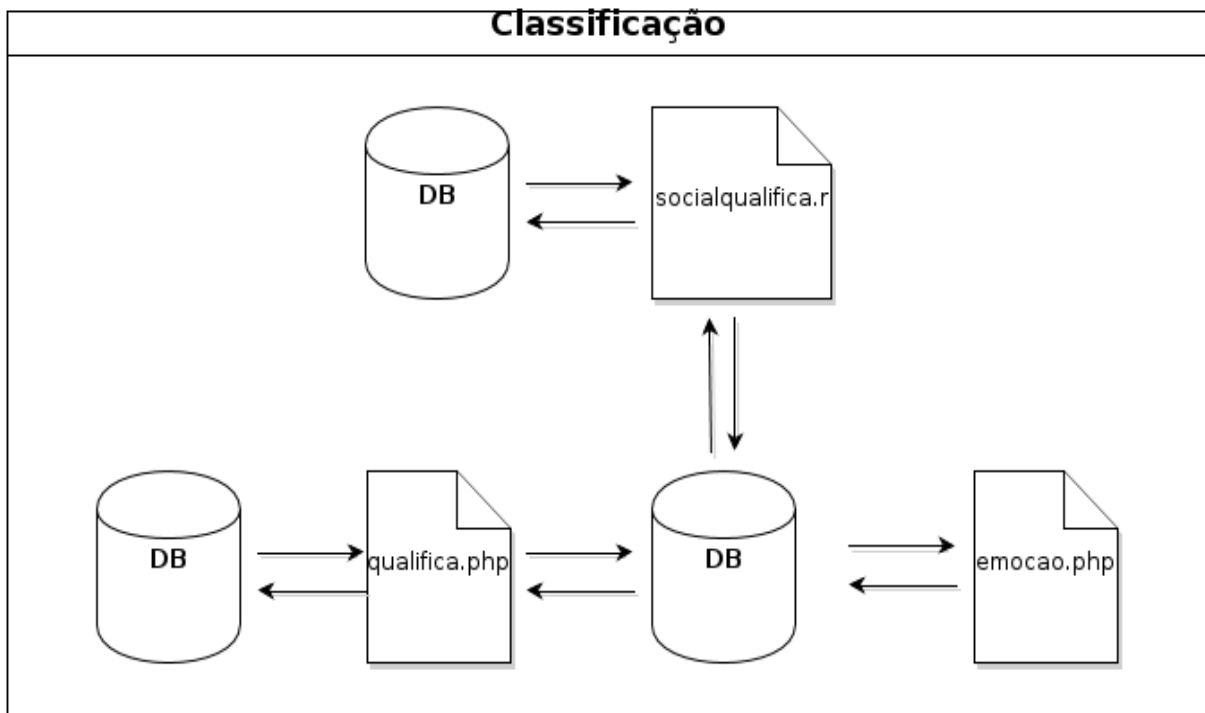 Classificação
DB
socialqualifica.r
DB
qualifica.php
DB
emocao.php